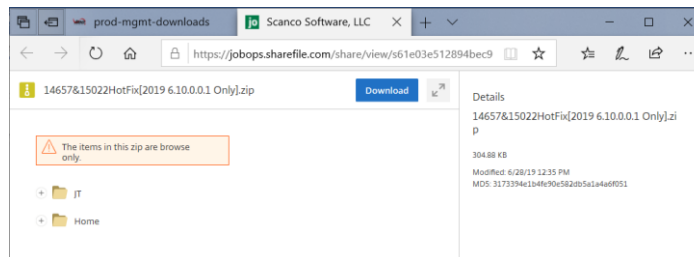 prod-mgmt-downloads
jo Scanco Software, LLC
https://jobops.sharefile.com/share/view/s61e03e512894bec9
14657&15022HotFix[2019 6.10.0.0.1 Only].zip
Download
The items in this zip are browse
only.
JT
Home
Details
14657&15022HotFix[2019 6.10.0.0.1 Only].zi
p
304.88 KB
Modified: 6/28/19 12:35 PM
MD5: 3173394e1b4fe90e582db5a1a4a6f051